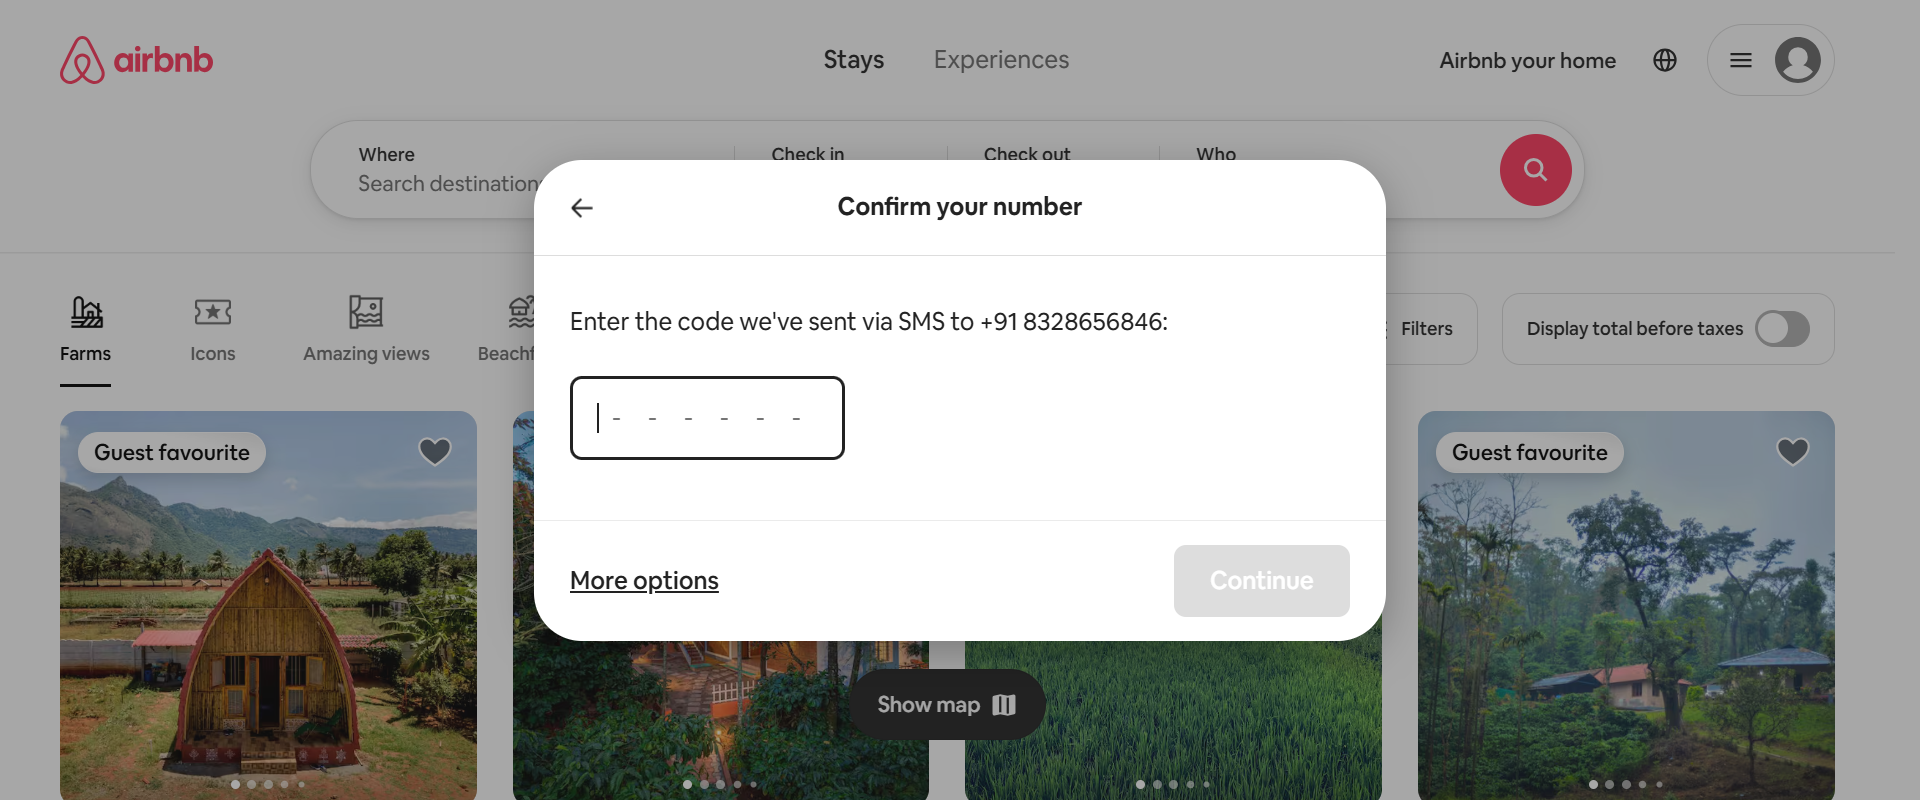 airbnb
Stays
Experiences
Airbnb your home
Where
Search destination
Check in
Check out
Who
Confirm your number
Enter the code we've sent via SMS to +91 8328656846:
- - - - - -
More options
Continue
Farms
Icons
Amazing views
Filters
Display total before taxes
Guest favourite
Guest favourite
Show map